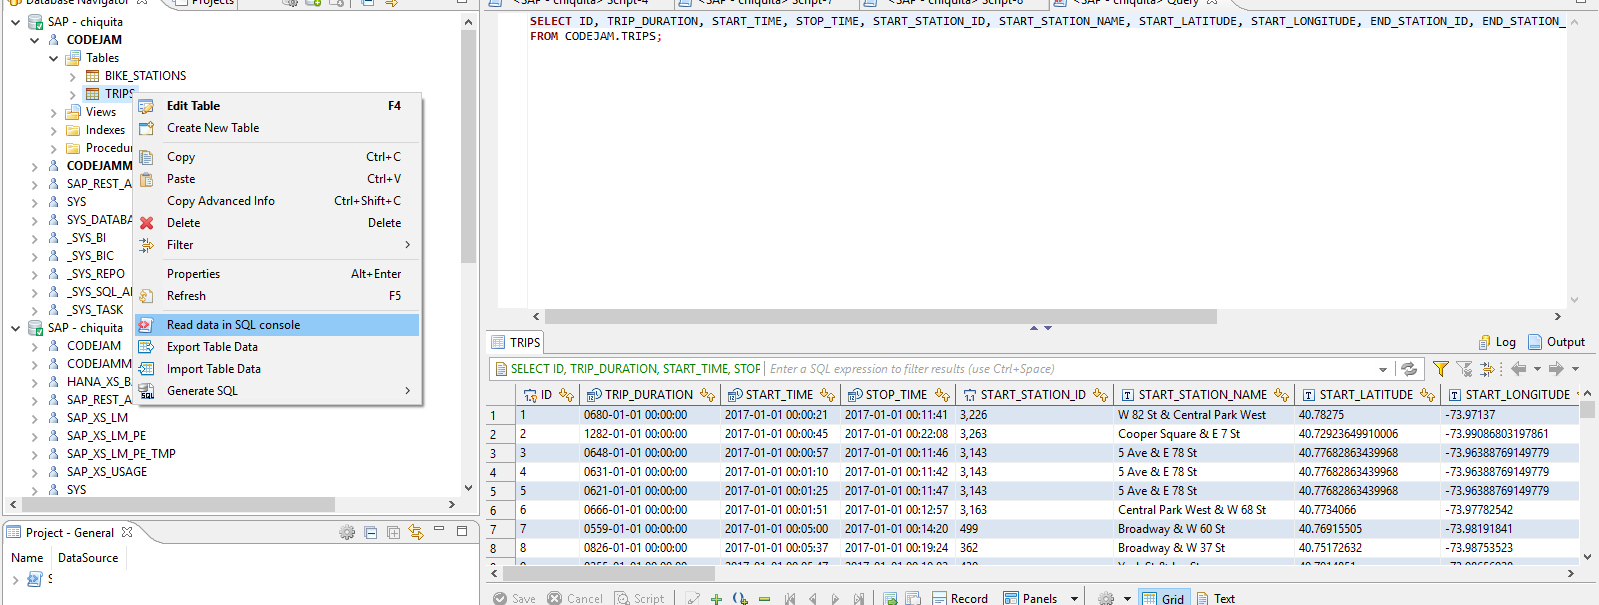 Database Navigator Projects
SAP - chiquita
CODEJAM
Tables
BIKE_STATIONS
TRIPS
Views
Indexes
Procedur
CODEJAMM
SAP_REST_A
SYS
SYS_DATABA
_SYS_BI
_SYS_BIC
_SYS_REPO
_SYS_SQL_A
_SYS_TASK
SAP - chiquita
CODEJAM
CODEJAMM
HANA_XS_B
SAP_REST_A
SAP_XS_LM
SAP_XS_LM_PE
SAP_XS_LM_PE_TMP
SAP_XS_USAGE
SYS
Edit Table F4
Create New Table
Copy Ctrl+C
Paste Ctrl+V
Copy Advanced Info Ctrl+Shift+C
Delete Delete
Filter
Properties Alt+Enter
Refresh F5
Read data in SQL console
Export Table Data
Import Table Data
Generate SQL
Project - General
Name DataSource
<SAP - chiquita> Script-4 <SAP - chiquita> Script-7 <SAP - chiquita> Script-8 <SAP - chiquita> Query
SELECT ID, TRIP_DURATION, START_TIME, STOP_TIME, START_STATION_ID, START_STATION_NAME, START_LATITUDE, START_LONGITUDE, END_STATION_ID, END_STATION_
FROM CODEJAM.TRIPS;
TRIPS Log Output
SELECT ID, TRIP_DURATION, START_TIME, STOP Enter a SQL expression to filter results (use Ctrl+Space)
ID TRIP_DURATION START_TIME STOP_TIME START_STATION_ID START_STATION_NAME START_LATITUDE START_LONGITUDE
1 1 0680-01-01 00:00:00 2017-01-01 00:00:21 2017-01-01 00:11:41 3,226 W 82 St & Central Park West 40.78275 -73.97137
2 2 1282-01-01 00:00:00 2017-01-01 00:00:45 2017-01-01 00:22:08 3,263 Cooper Square & E 7 St 40.72923649910006 -73.99086803197861
3 3 0648-01-01 00:00:00 2017-01-01 00:00:57 2017-01-01 00:11:46 3,143 5 Ave & E 78 St 40.77682863439968 -73.96388769149779
4 4 0631-01-01 00:00:00 2017-01-01 00:01:10 2017-01-01 00:11:42 3,143 5 Ave & E 78 St 40.77682863439968 -73.96388769149779
5 5 0621-01-01 00:00:00 2017-01-01 00:01:25 2017-01-01 00:11:47 3,143 5 Ave & E 78 St 40.77682863439968 -73.96388769149779
6 6 0666-01-01 00:00:00 2017-01-01 00:01:51 2017-01-01 00:12:57 3,163 Central Park West & W 68 St 40.7734066 -73.97782542
7 7 0559-01-01 00:00:00 2017-01-01 00:05:00 2017-01-01 00:14:20 499 Broadway & W 60 St 40.76915505 -73.98191841
8 8 0826-01-01 00:00:00 2017-01-01 00:05:37 2017-01-01 00:19:24 362 Broadway & W 37 St 40.75172632 -73.98753523
Save Cancel Script Record Panels Grid Text